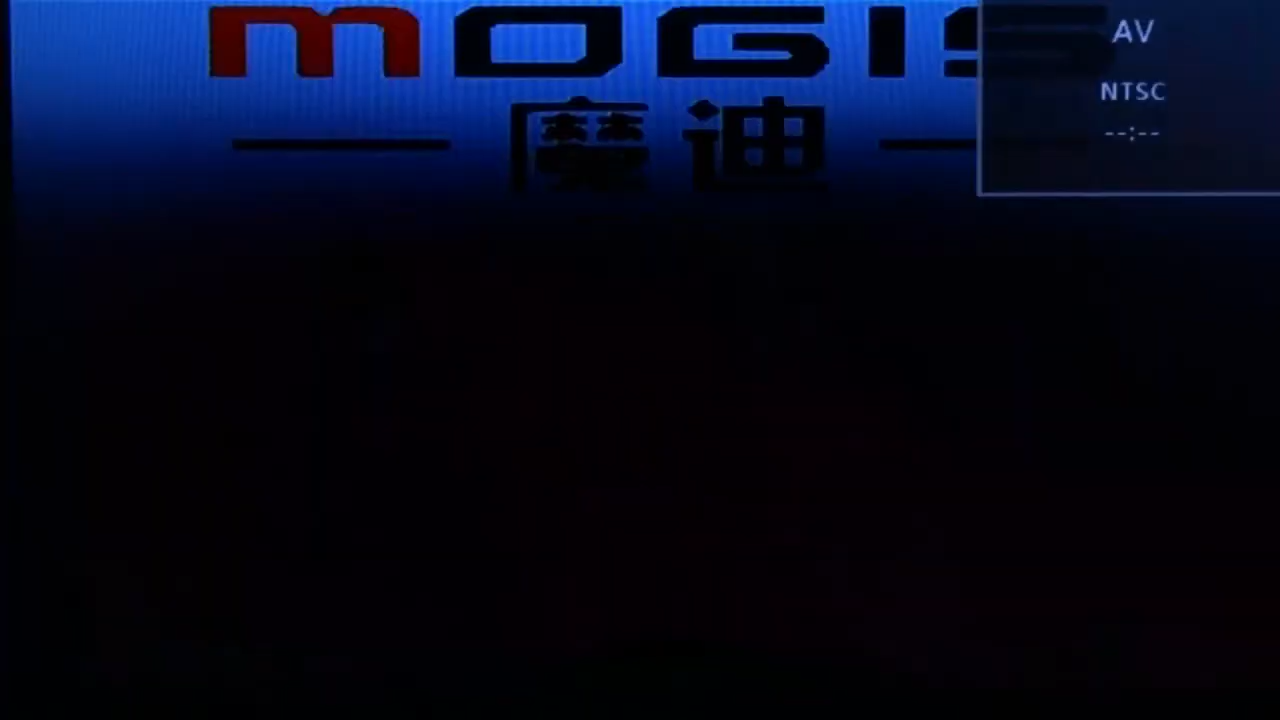 mOGIS
魔迪
AV
NTSC
--:--